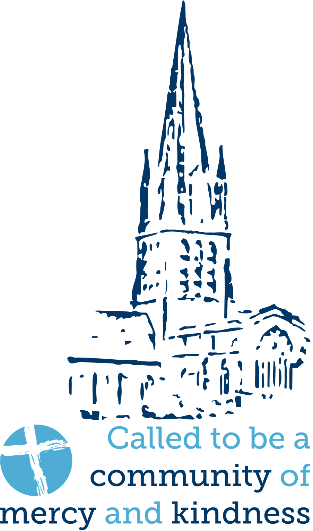 Called to be a
community of
mercy and kindness